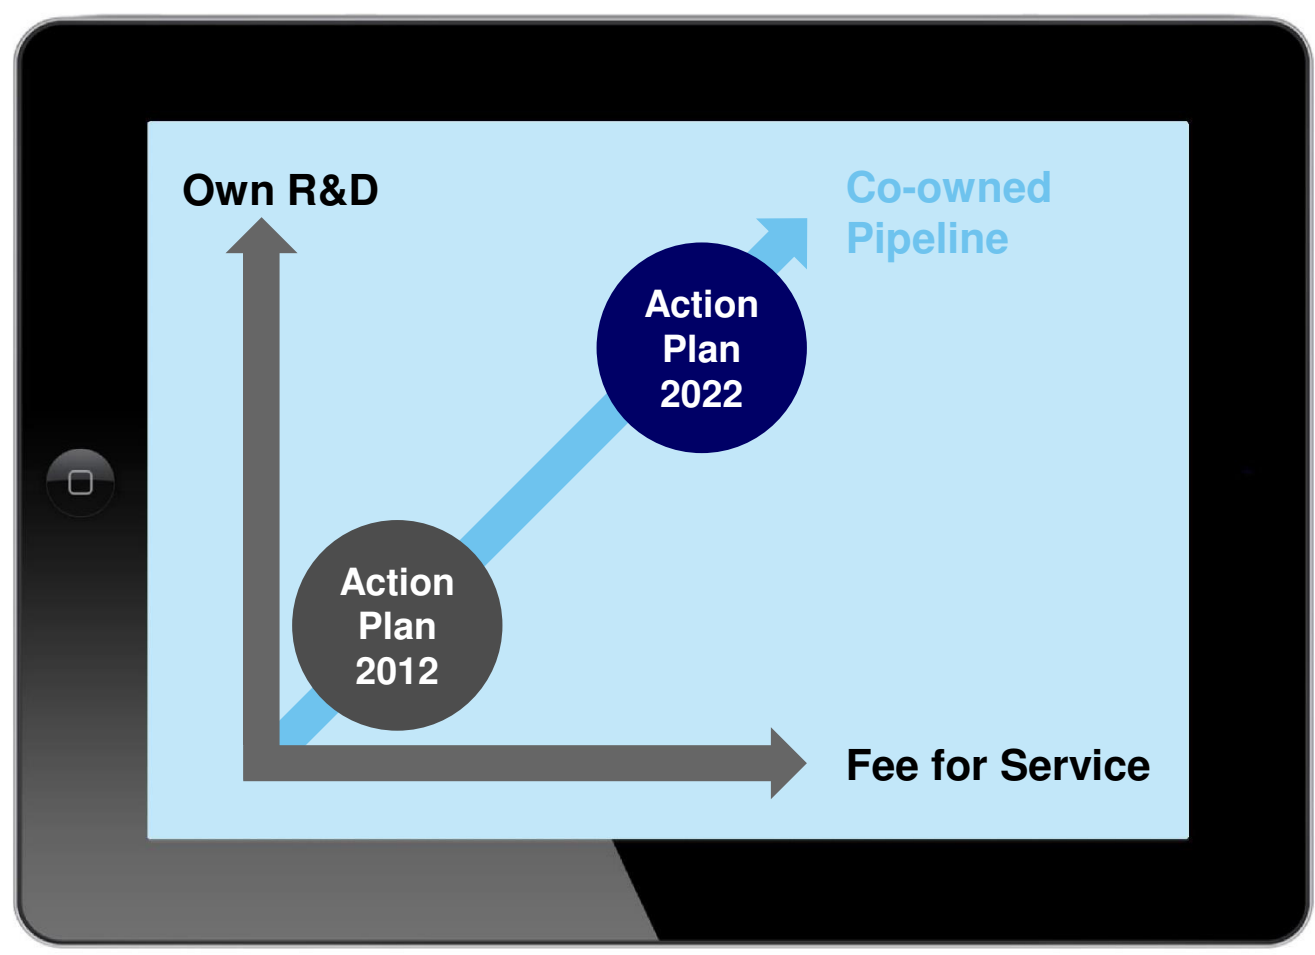 Own R&D
Co-owned
Pipeline
Action
Plan
2022
Action
Plan
2012
Fee for Service